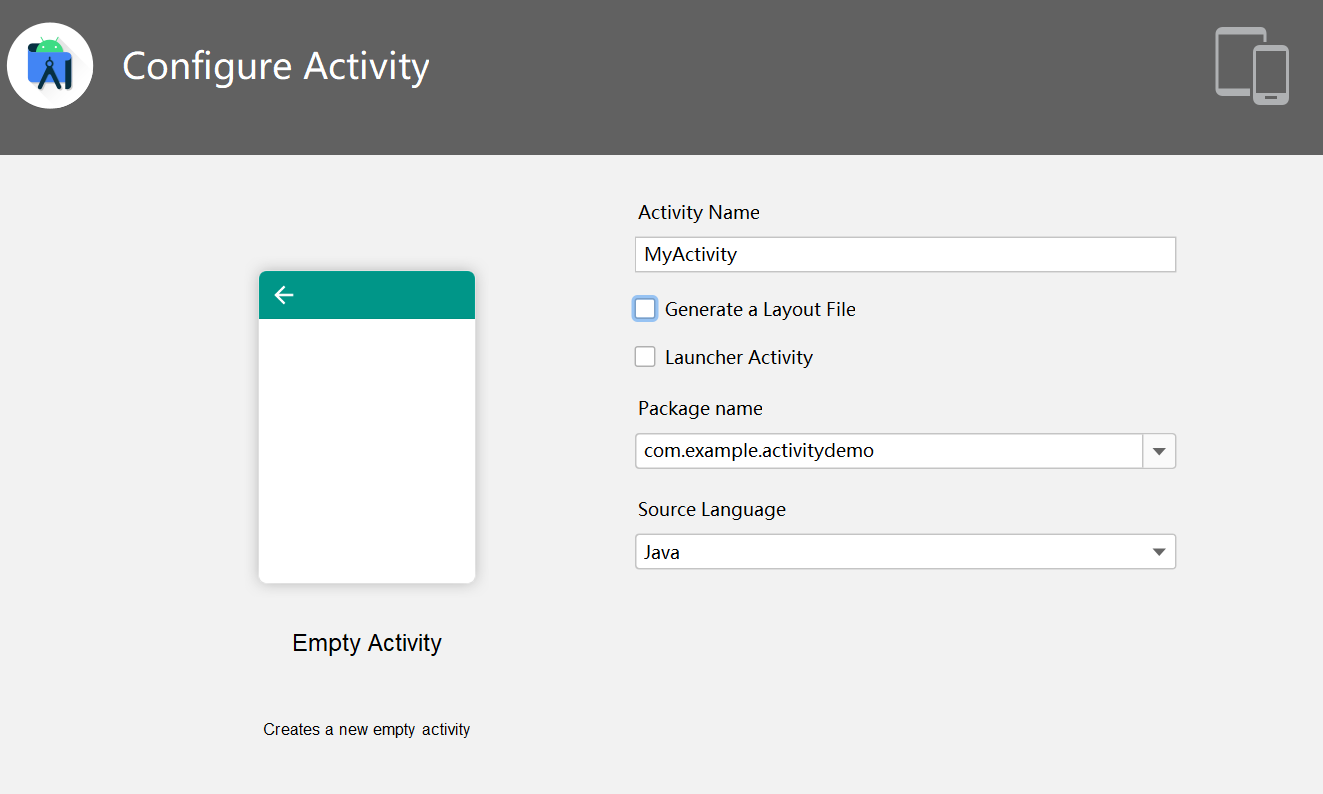 Configure Activity
Activity Name
MyActivity
Generate a Layout File
Launcher Activity
Package name
com.example.activitydemo
Source Language
Java
Empty Activity
Creates a new empty activity